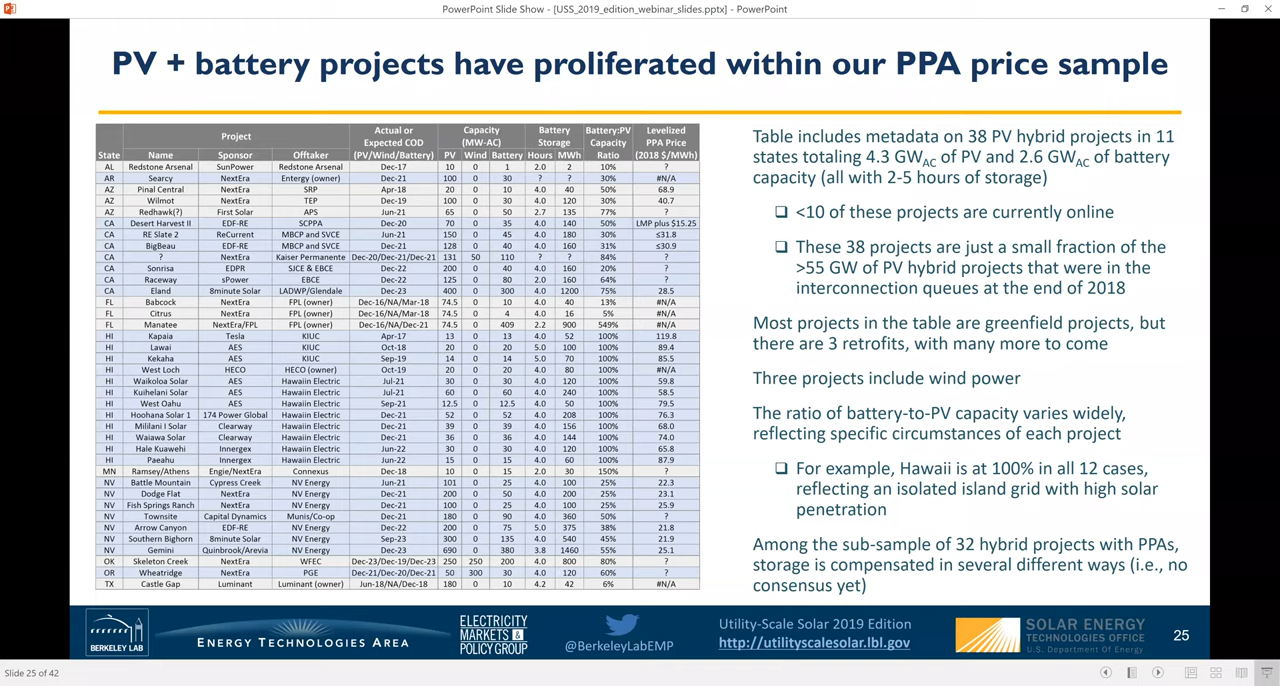 PowerPoint Slide Show - [USS_2019_edition_webinar_slides.pptx] - PowerPoint
PV + battery projects have proliferated within our PPA price sample
Project Actual or Expected COD (PV/Wind/Battery) Capacity (MW-AC) Battery Storage Battery:PV Capacity Ratio Levelized PPA Price (2018 $/MWh)
State Name Sponsor Offtaker PV Wind Battery Hours MWh
AL Redstone Arsenal SunPower Redstone Arsenal Dec-17 10 0 1 2.0 2 10% ?
AR Searcy NextEra Entergy (owner) Dec-21 100 0 30 ? ? 30% #N/A
AZ Pinal Central NextEra SRP Apr-18 20 0 10 4.0 40 50% 68.9
AZ Wilmot NextEra TEP Dec-19 100 0 30 4.0 120 30% 40.7
AZ Redhawk(?) First Solar APS Jun-21 65 0 50 2.7 135 77% ?
CA Desert Harvest II EDF-RE SCPPA Dec-20 70 0 35 4.0 140 50% LMP plus $15.25
CA RE Slate 2 ReCurrent MBCP and SVCE Jun-21 150 0 45 4.0 180 30% ≤31.8
CA BigBeau EDF-RE MBCP and SVCE Dec-21 128 0 40 4.0 160 31% ≤30.9
CA ? NextEra Kaiser Permanente Dec-20/Dec-21/Dec-21 131 50 110 ? ? 84% ?
CA Sonrisa EDPR SJCE & EBCE Dec-22 200 0 40 4.0 160 20% ?
CA Raceway sPower EBCE Dec-22 125 0 80 2.0 160 64% ?
CA Eland 8minute Solar LADWP/Glendale Dec-23 400 0 300 4.0 1200 75% 28.5
FL Babcock NextEra FPL (owner) Dec-16/NA/Mar-18 74.5 0 10 4.0 40 13% #N/A
FL Citrus NextEra FPL (owner) Dec-16/NA/Mar-18 74.5 0 4 4.0 16 5% #N/A
FL Manatee NextEra/FPL FPL (owner) Dec-16/NA/Dec-21 74.5 0 409 2.2 900 549% #N/A
HI Kapaia Tesla KIUC Apr-17 13 0 13 4.0 52 100% 119.8
HI Lawai AES KIUC Oct-18 20 0 20 5.0 100 100% 89.4
HI Kekaha AES KIUC Sep-19 14 0 14 5.0 70 100% 85.5
HI West Loch HECO HECO (owner) Oct-19 20 0 20 4.0 80 100% #N/A
HI Waikoloa Solar AES Hawaiin Electric Jul-21 30 0 30 4.0 120 100% 59.8
HI Kuihelani Solar AES Hawaiin Electric Jul-21 60 0 60 4.0 240 100% 58.5
HI West Oahu AES Hawaiin Electric Sep-21 12.5 0 12.5 4.0 50 100% 79.5
HI Hoohana Solar 1 174 Power Global Hawaiin Electric Dec-21 52 0 52 4.0 208 100% 76.3
HI Mililani I Solar Clearway Hawaiin Electric Dec-21 39 0 39 4.0 156 100% 68.0
HI Waiawa Solar Clearway Hawaiin Electric Dec-21 36 0 36 4.0 144 100% 74.0
HI Hale Kuawehi Innergex Hawaiin Electric Jun-22 30 0 30 4.0 120 100% 65.8
HI Paeahu Innergex Hawaiin Electric Jun-22 15 0 15 4.0 60 100% 87.9
MN Ramsey/Athens Engie/NextEra Connexus Dec-18 10 0 15 2.0 30 150% ?
NV Battle Mountain Cypress Creek NV Energy Jun-21 101 0 25 4.0 100 25% 22.3
NV Dodge Flat NextEra NV Energy Dec-21 200 0 50 4.0 200 25% 23.1
NV Fish Springs Ranch NextEra NV Energy Dec-21 100 0 25 4.0 100 25% 25.9
NV Townsite Capital Dynamics Munis/Co-op Dec-21 180 0 90 4.0 360 50% ?
NV Arrow Canyon EDF-RE NV Energy Dec-22 200 0 75 5.0 375 38% 21.8
NV Southern Bighorn 8minute Solar NV Energy Sep-23 300 0 135 4.0 540 45% 21.9
NV Gemini Quinbrook/Arevia NV Energy Dec-23 690 0 380 3.8 1460 55% 25.1
OK Skeleton Creek NextEra WFEC Dec-23/Dec-19/Dec-23 250 250 200 4.0 800 80% ?
OR Wheatridge NextEra PGE Dec-21/Dec-20/Dec-21 50 300 30 4.0 120 60% ?
TX Castle Gap Luminant Luminant (owner) Jun-18/NA/Dec-18 180 0 10 4.2 42 6% #N/A
Table includes metadata on 38 PV hybrid projects in 11
states totaling 4.3 GWAC of PV and 2.6 GWAC of battery
capacity (all with 2-5 hours of storage)
<10 of these projects are currently online
These 38 projects are just a small fraction of the
>55 GW of PV hybrid projects that were in the
interconnection queues at the end of 2018
Most projects in the table are greenfield projects, but
there are 3 retrofits, with many more to come
Three projects include wind power
The ratio of battery-to-PV capacity varies widely,
reflecting specific circumstances of each project
For example, Hawaii is at 100% in all 12 cases,
reflecting an isolated island grid with high solar
penetration
Among the sub-sample of 32 hybrid projects with PPAs,
storage is compensated in several different ways (i.e., no
consensus yet)
BERKELEY LAB
ENERGY TECHNOLOGIES AREA
ELECTRICITY
MARKETS &
POLICY GROUP
@BerkeleyLabEMP
Utility-Scale Solar 2019 Edition
http://utilityscalesolar.lbl.gov
SOLAR ENERGY
TECHNOLOGIES OFFICE
U.S. Department Of Energy
25
Slide 25 of 42